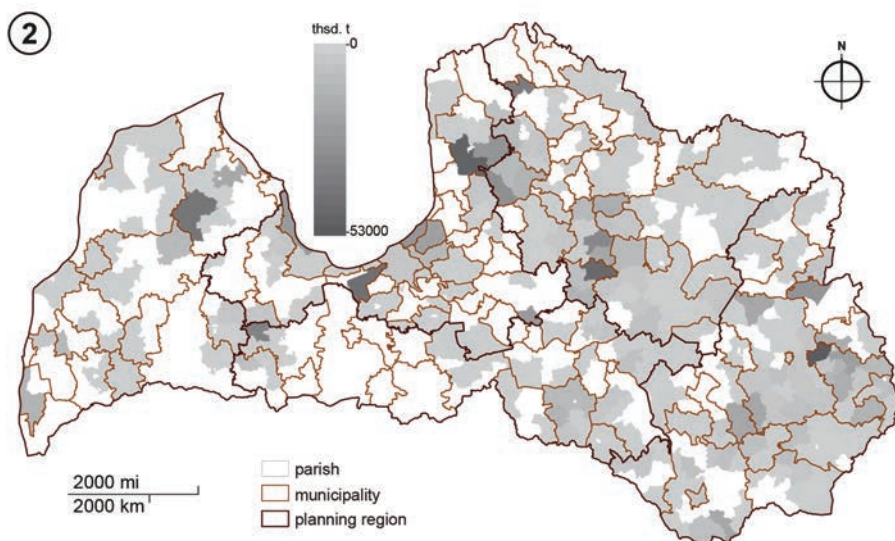 2
thsd. t
0
53000
N
2000 mi
2000 km
parish
municipality
planning region